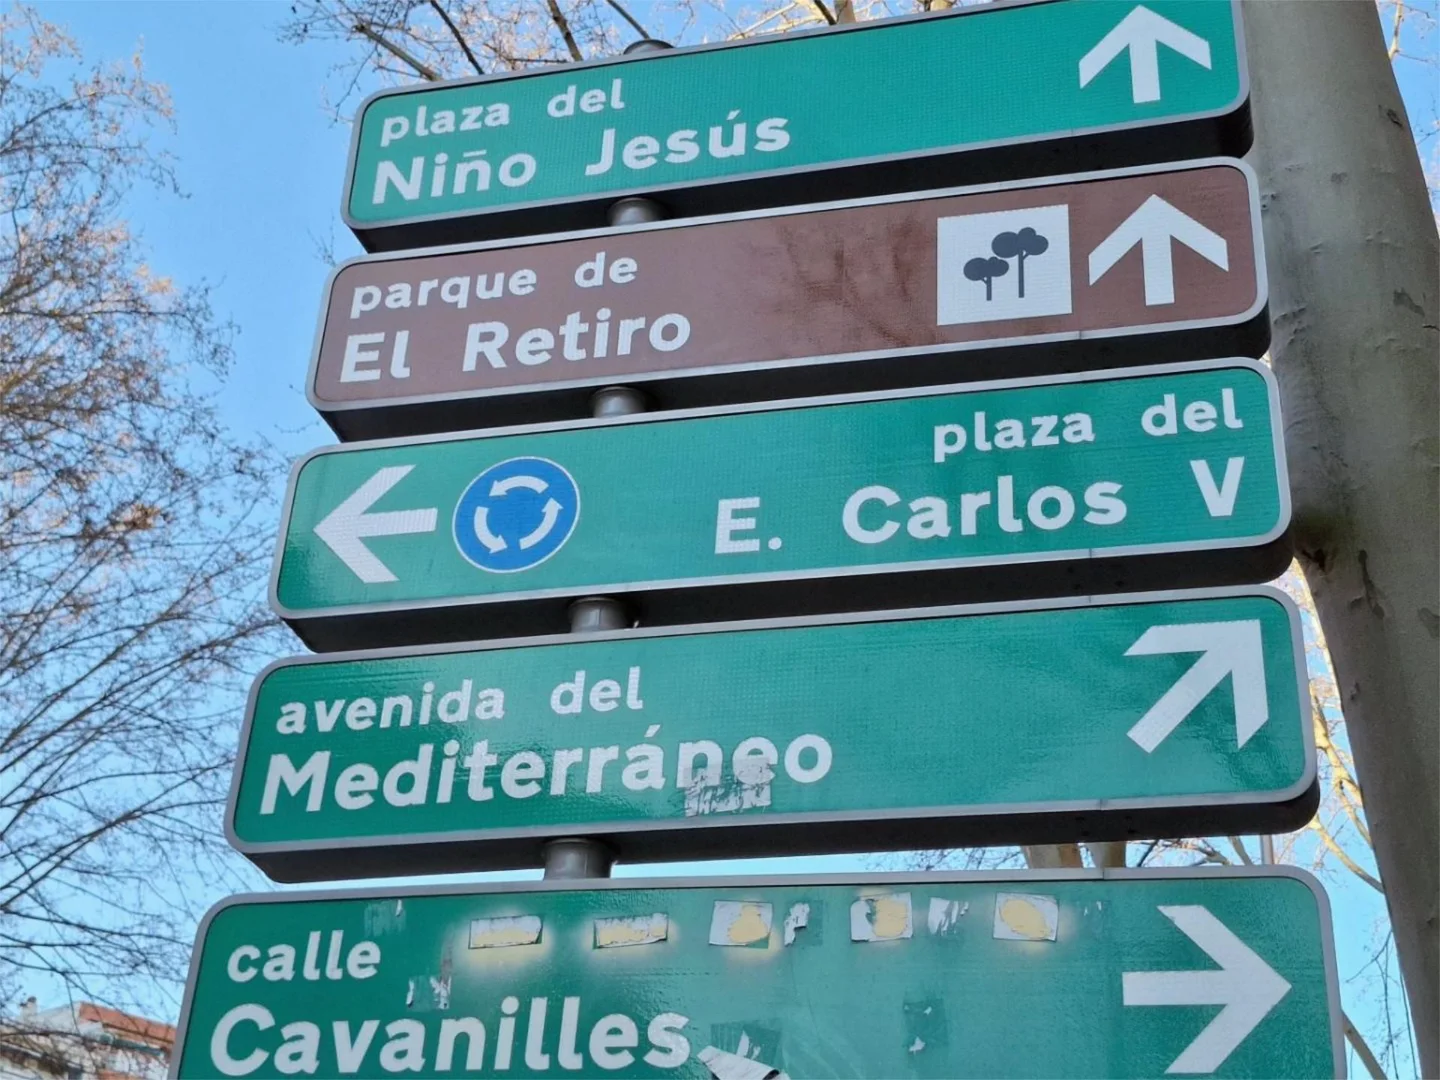 plaza del
Niño Jesús
parque de
El Retiro
plaza del
E. Carlos V
avenida del
Mediterráneo
calle
Cavanilles